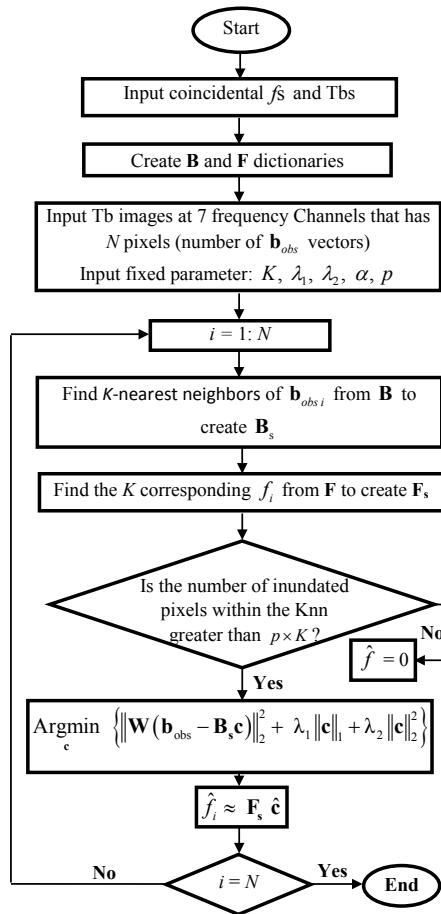 Start
Input coincidental fs and Tbs
Create B and F dictionaries
Input Tb images at 7 frequency Channels that has
N pixels (number of b_obs vectors)
Input fixed parameter: K, λ₁, λ₂, α, p
i = 1: N
Find K-nearest neighbors of b_obs i from B to
create B_s
Find the K corresponding f_i from F to create F_s
Is the number of inundated
pixels within the Knn
greater than p × K ?
No
f̂ = 0
Yes
Argmin_c {‖W(b_obs − B_s c)‖₂² + λ₁‖c‖₁ + λ₂‖c‖₂²}
f̂_i ≈ F_s ĉ
No
Yes
i = N
End